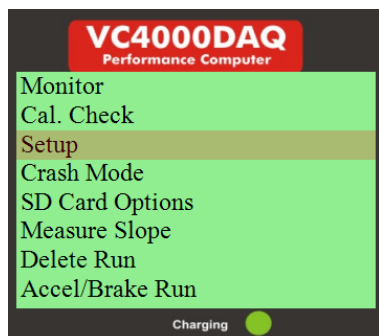 VC4000DAQ
Performance Computer
Monitor
Cal. Check
Setup
Crash Mode
SD Card Options
Measure Slope
Delete Run
Accel/Brake Run
Charging